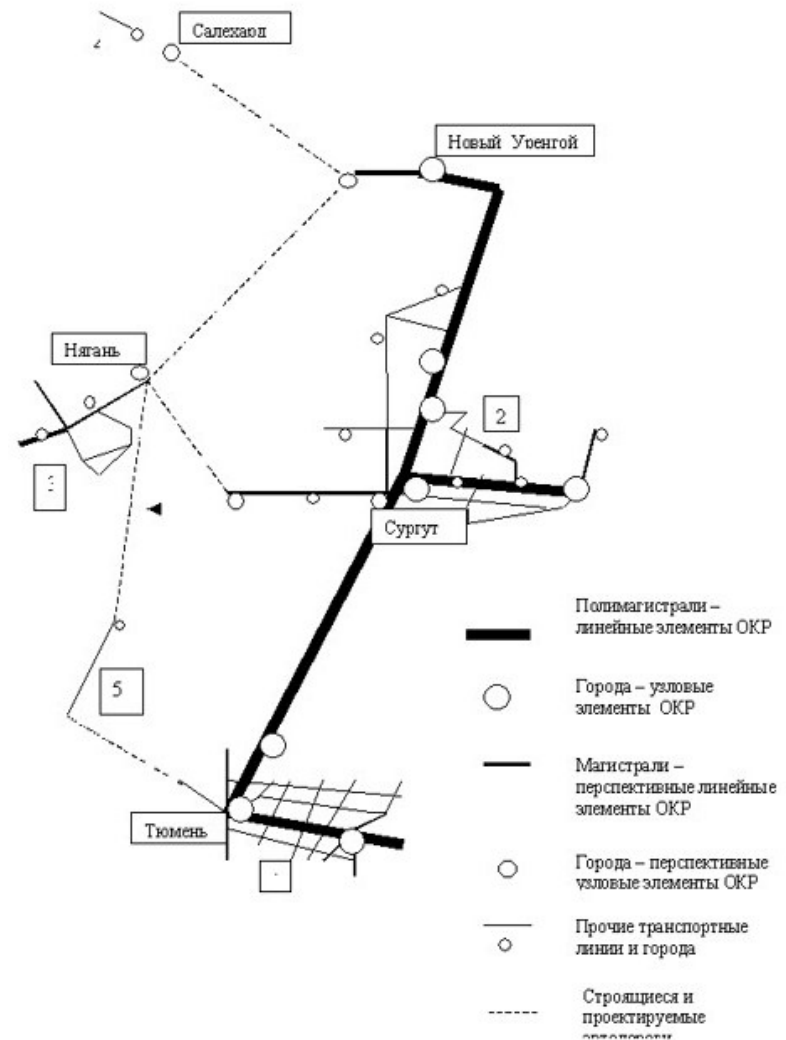 Салехард
Новый Уренгой
Нягань
2
Сургут
Полимагистрали –
линейные элементы ОКР
5
Города – узловые
элементы ОКР
Магистрали –
перспективные линейные
элементы ОКР
Тюмень
Города – перспективные
узловые элементы ОКР
Прочие транспортные
линии и города
Строящиеся и
проектируемые
автодороги